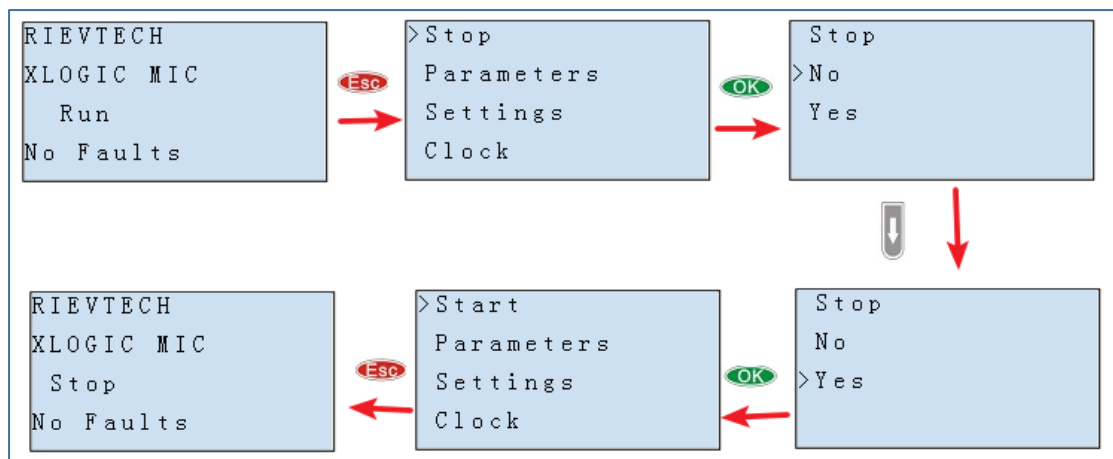 RIEVTECH
XLOGIC MIC
Run
No Faults
Esc
>Stop
Parameters
Settings
Clock
OK
Stop
>No
Yes
Stop
No
>Yes
OK
>Start
Parameters
Settings
Clock
Esc
RIEVTECH
XLOGIC MIC
Stop
No Faults